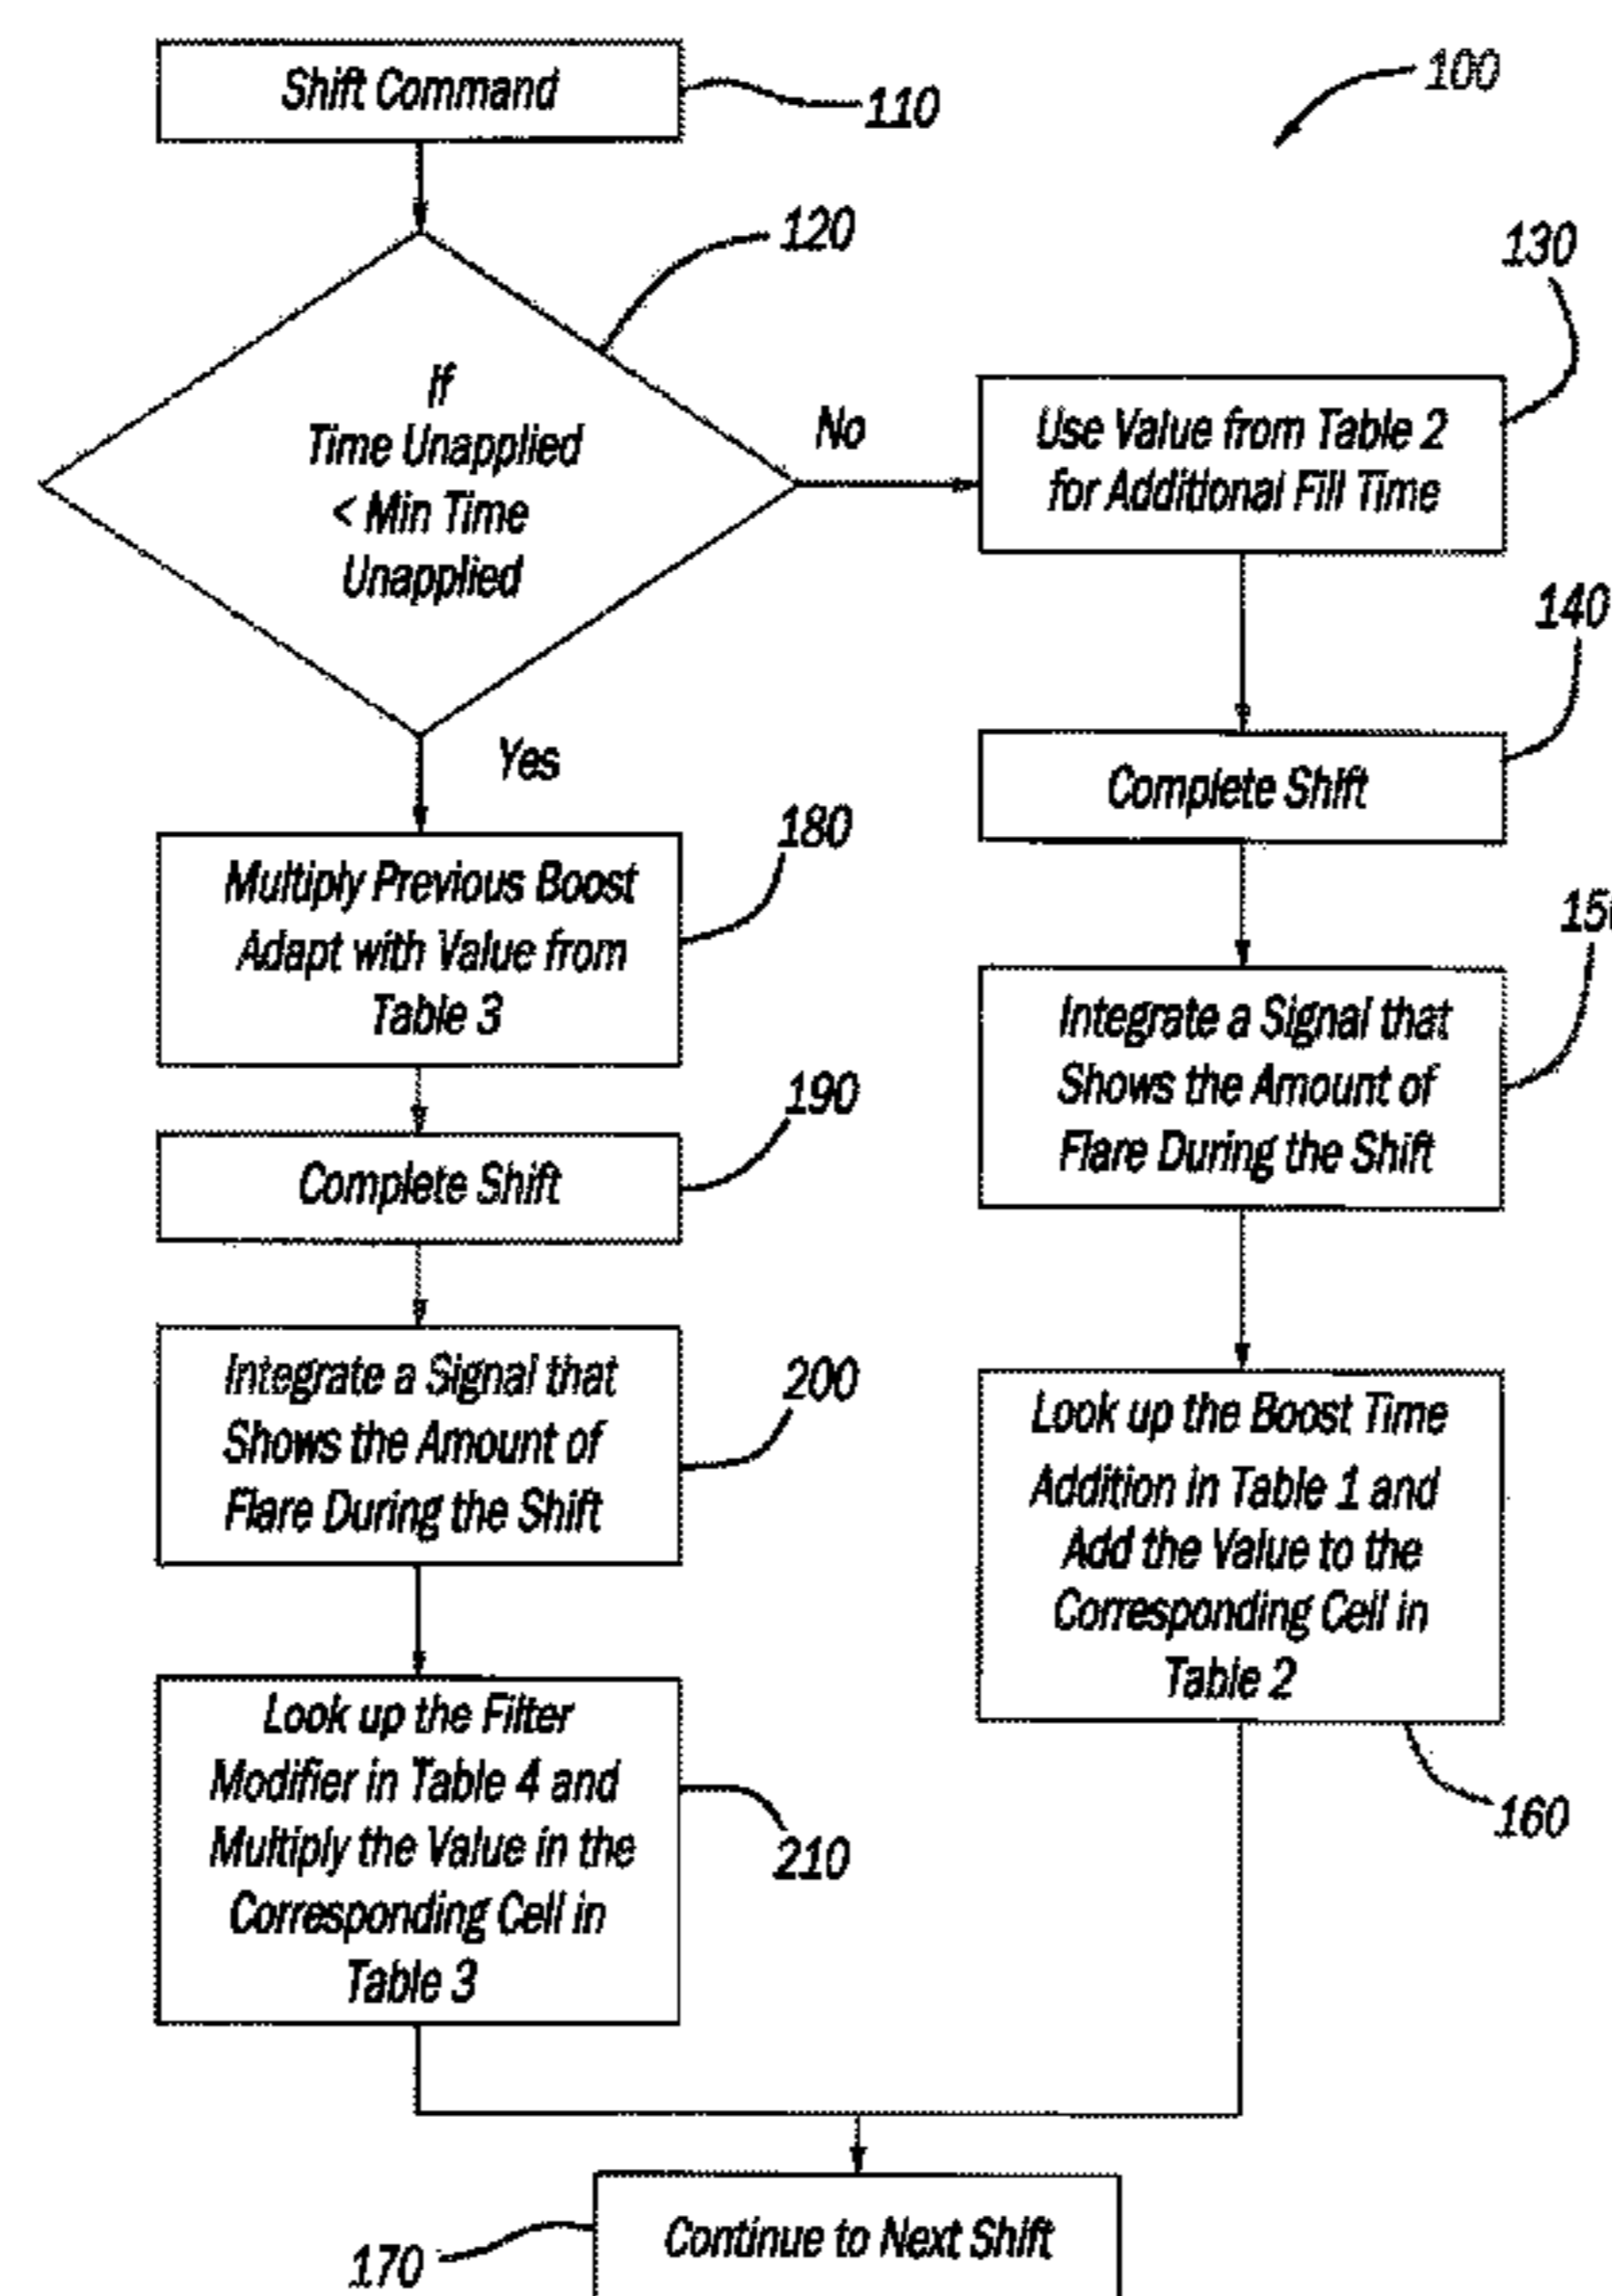 Shift Command
110
100
120
If
Time Unapplied
< Min Time
Unapplied
No
Yes
130
Use Value from Table 2
for Additional Fill Time
140
Complete Shift
Integrate a Signal that
Shows the Amount of
Flare During the Shift
Look up the Boost Time
Addition in Table 1 and
Add the Value to the
Corresponding Cell in
Table 2
160
180
Multiply Previous Boost
Adapt with Value from
Table 3
190
Complete Shift
200
Integrate a Signal that
Shows the Amount of
Flare During the Shift
Look up the Filter
Modifier in Table 4 and
Multiply the Value in the
Corresponding Cell in
Table 3
210
170
Continue to Next Shift